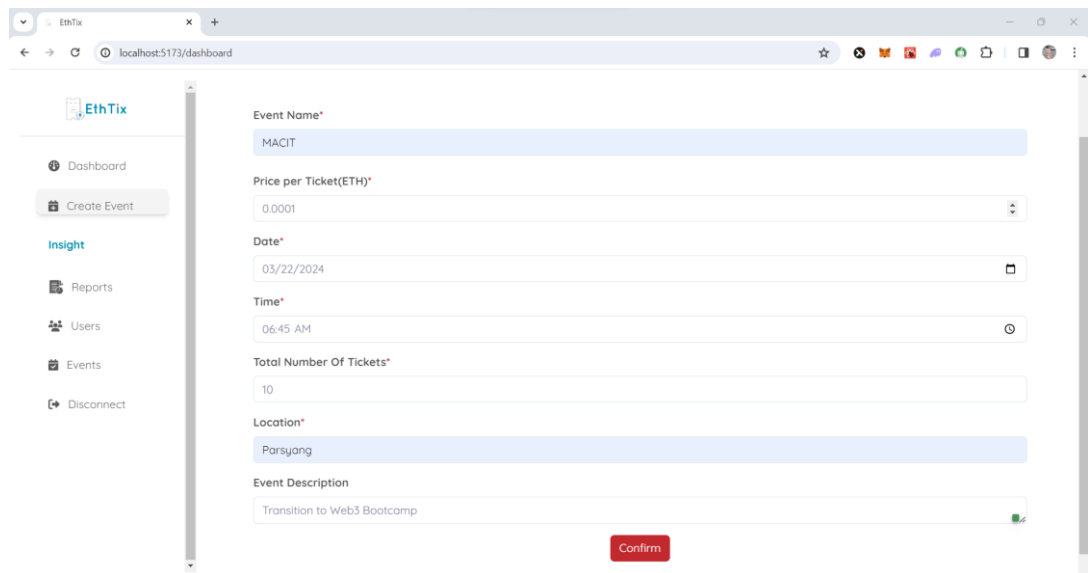 EthTix
localhost:5173/dashboard
EthTix
Dashboard
Create Event
Insight
Reports
Users
Events
Disconnect
Event Name*
MACIT
Price per Ticket(ETH)*
0.0001
Date*
03/22/2024
Time*
06:45 AM
Total Number Of Tickets*
10
Location*
Parsyang
Event Description
Transition to Web3 Bootcamp
Confirm